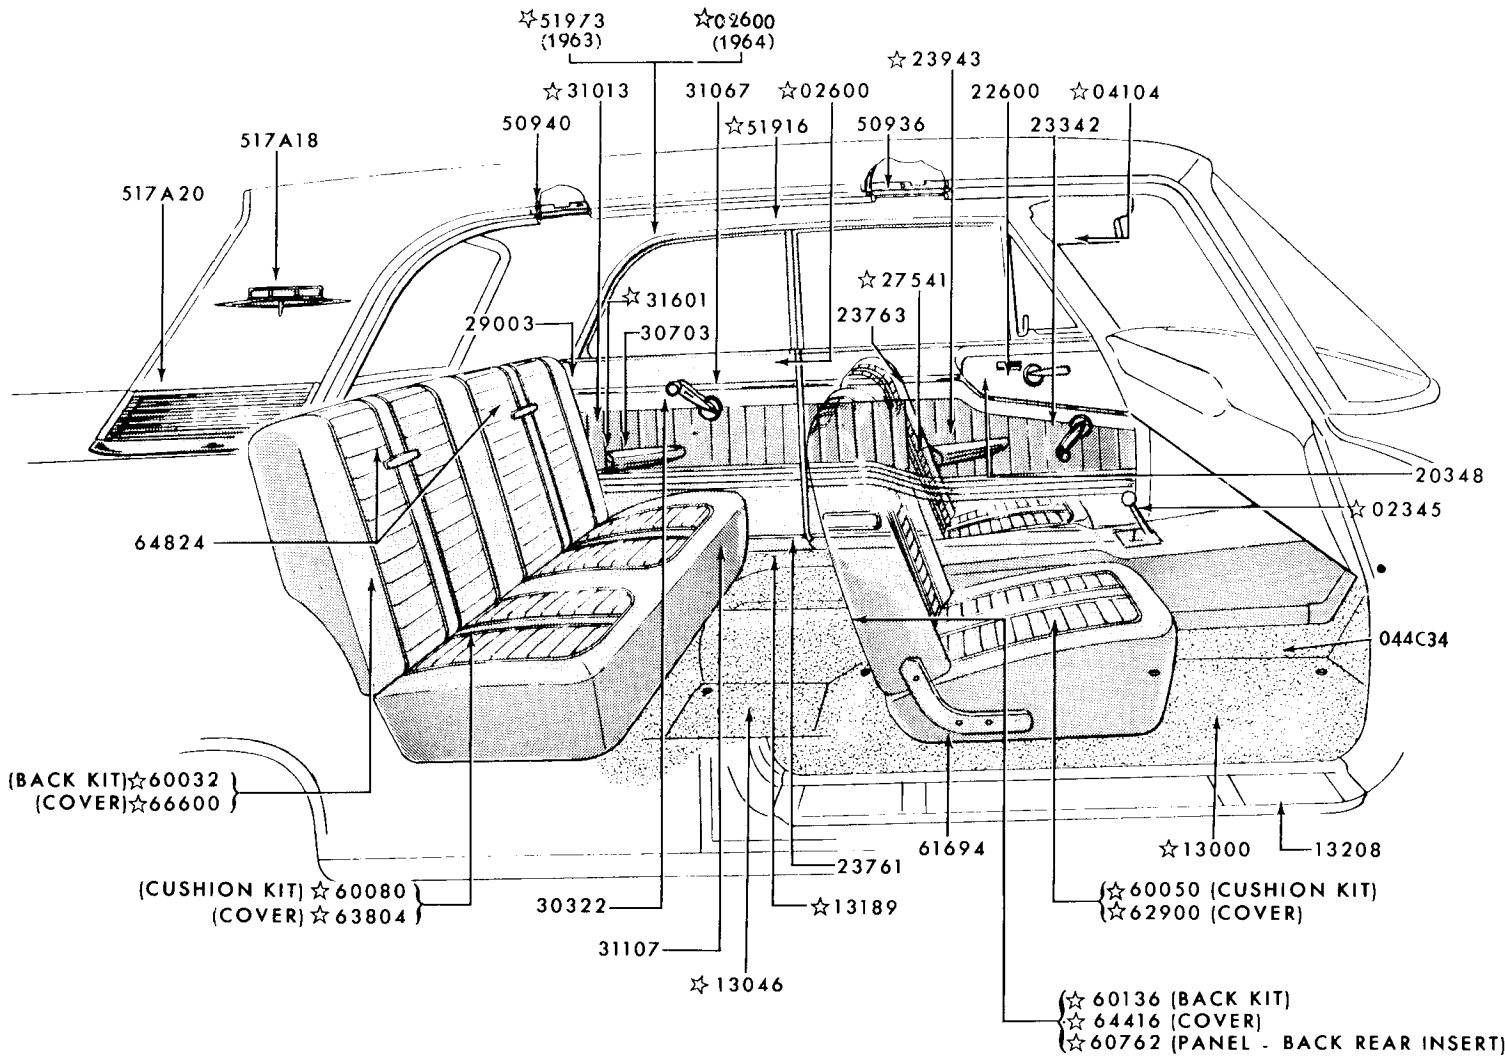 ☆51973
(1963)
☆02600
(1964)
☆23943
☆31013
31067
☆02600
22600
☆04104
50940
☆51916
50936
23342
517A18
517A20
☆27541
☆31601
23763
29003
30703
20348
☆02345
64824
044C34
(BACK KIT)☆60032
(COVER)☆66600
61694
☆13000
13208
23761
(CUSHION KIT)☆60080
(COVER)☆63804
☆60050 (CUSHION KIT)
☆62900 (COVER)
30322
☆13189
31107
☆13046
☆60136 (BACK KIT)
☆64416 (COVER)
☆60762 (PANEL - BACK REAR INSERT)